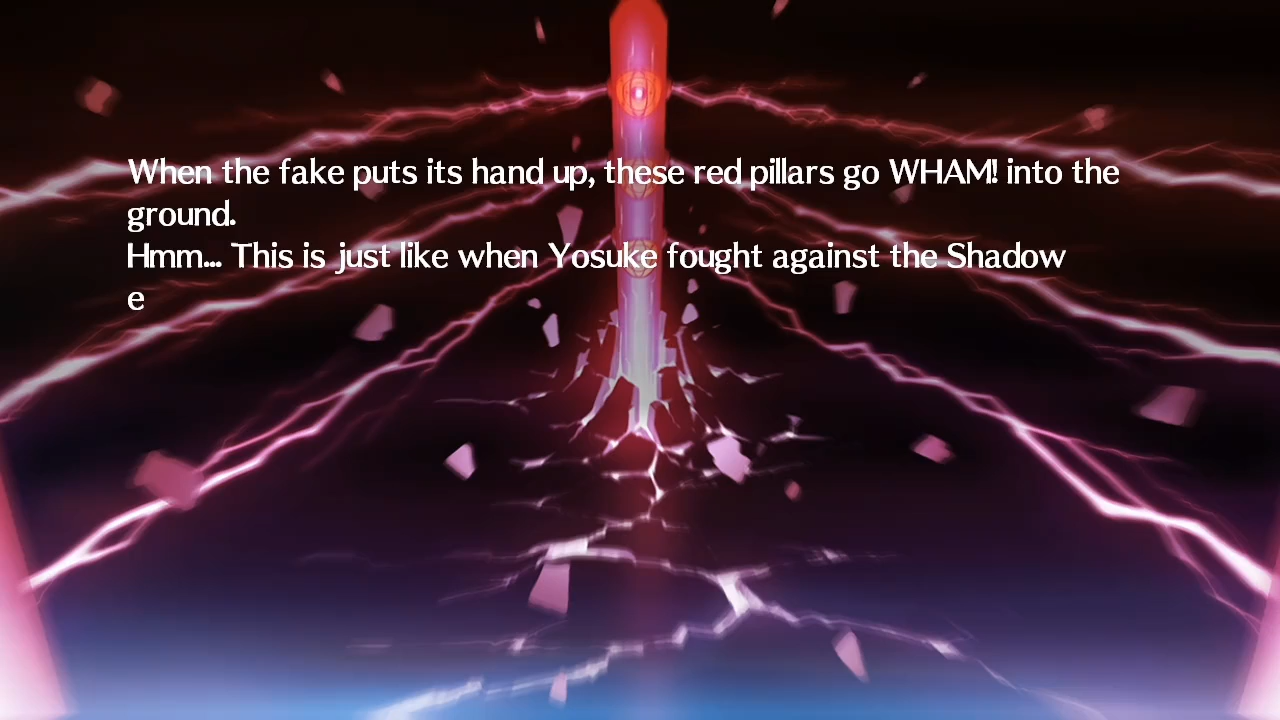 When the fake puts its hand up, these red pillars go WHAM! into the
ground.
Hmm... This is just like when Yosuke fought against the Shadow
e